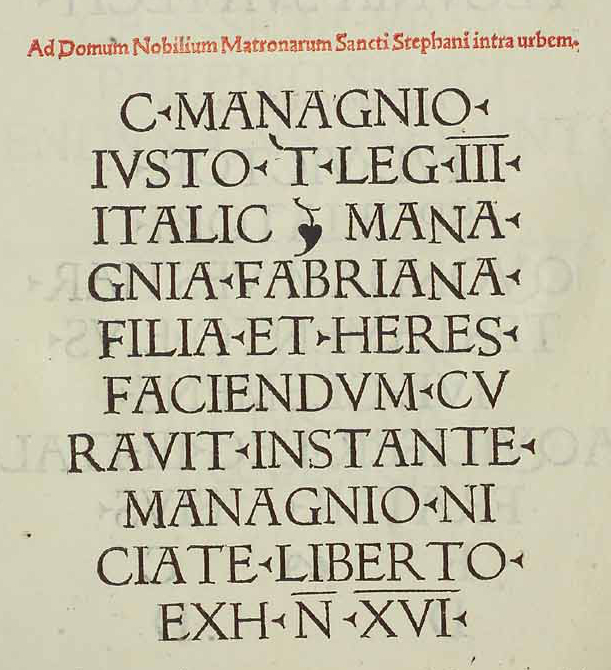 Ad Domum Nobilium Matronarum Sancti Stephani intra urbem.
C·MANAGNIO·
IVSTO·T·LEG·III·
ITALIC ❦ MANA·
GNIA·FABRIANA·
FILIA·ET·HERES·
FACIENDVM·CV
RAVIT·INSTANTE·
MANAGNIO·NI
CIATE·LIBERTO·
EXH·N̅·XVI·